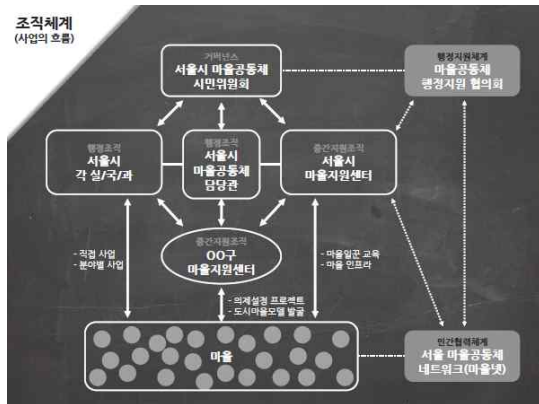 조직체계
(사업의 흐름)
거버넌스
서울시 마을공동체
시민위원회
행정지원체계
마을공동체
행정지원 협의회
행정조직
서울시
각 실/국/과
행정조직
서울시
마을공동체
담당관
중간지원조직
서울시
마을지원센터
중간지원조직
OO구
마을지원센터
- 직접 사업
- 분야별 사업
- 마을일꾼 교육
- 마을 인프라
- 의제설정 프로젝트
- 도시마을모델 발굴
마을
민간협력체계
서울 마을공동체
네트워크(마을넷)